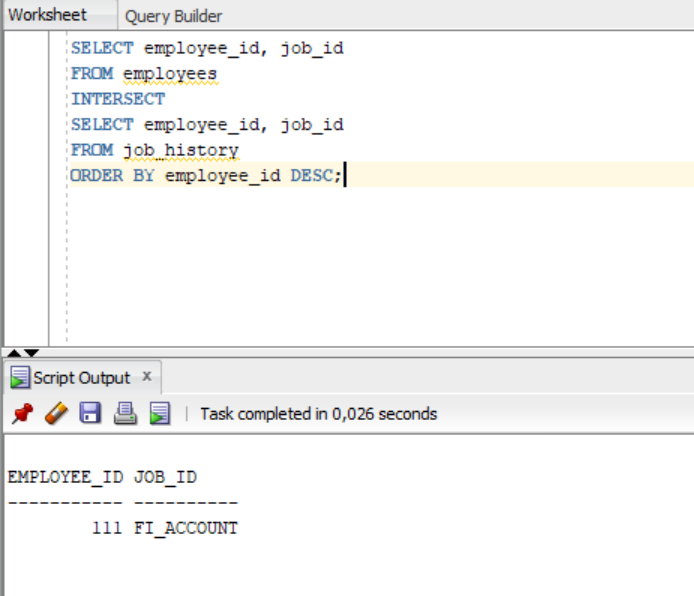 Worksheet Query Builder
SELECT employee_id, job_id
FROM employees
INTERSECT
SELECT employee_id, job_id
FROM job_history
ORDER BY employee_id DESC;
Script Output x
Task completed in 0,026 seconds
EMPLOYEE_ID JOB_ID
----------- ----------
111 FI_ACCOUNT